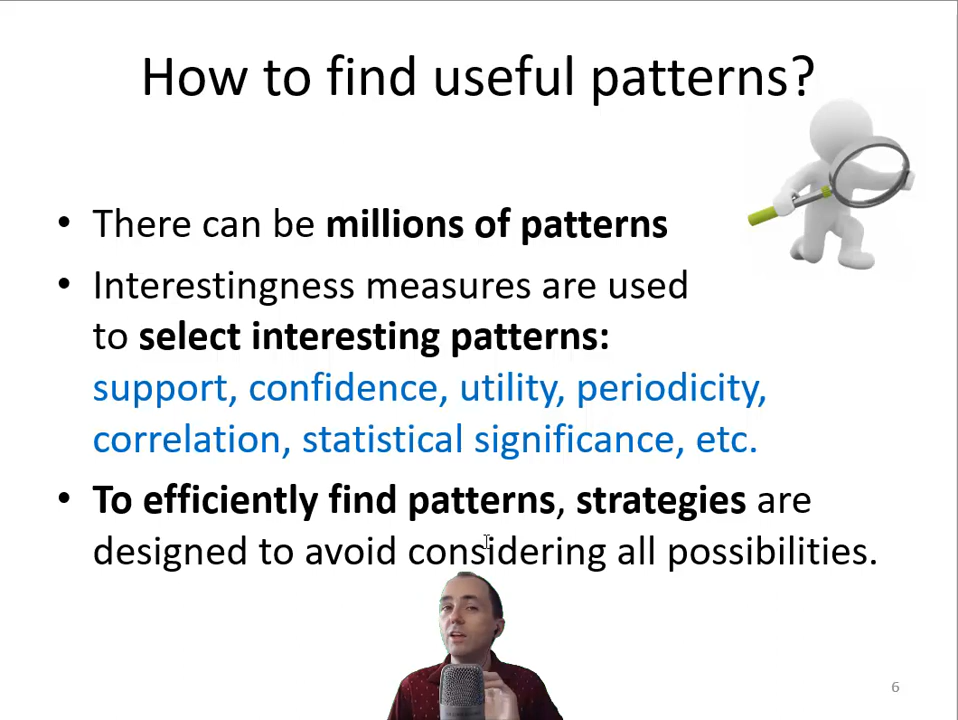 How to find useful patterns?
• There can be millions of patterns
• Interestingness measures are used
to select interesting patterns:
support, confidence, utility, periodicity,
correlation, statistical significance, etc.
• To efficiently find patterns, strategies are
designed to avoid considering all possibilities.
6